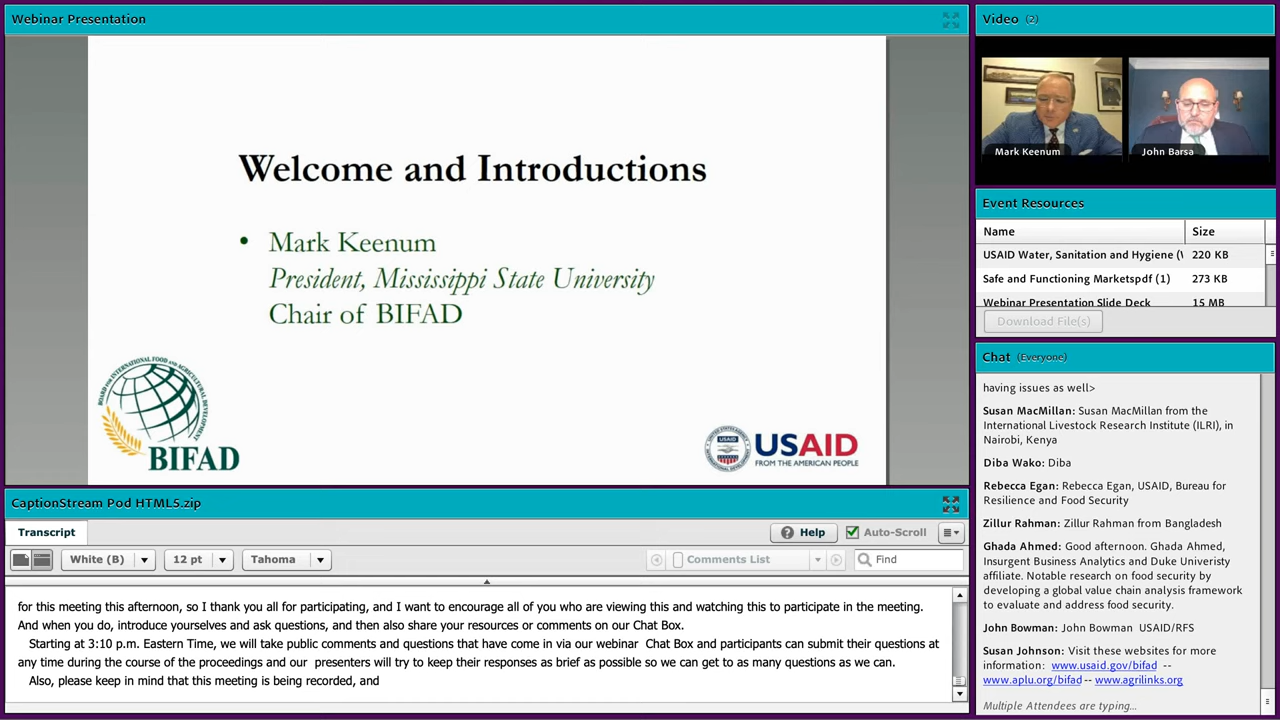 Webinar Presentation
Welcome and Introductions
• Mark Keenum
President, Mississippi State University
Chair of BIFAD
BOARD FOR INTERNATIONAL FOOD AND AGRICULTURAL DEVELOPMENT
BIFAD
USAID
USAID
FROM THE AMERICAN PEOPLE
CaptionStream Pod HTML5.zip
Transcript
Help
Auto-Scroll
White (B)
12 pt
Tahoma
Comments List
Find
for this meeting this afternoon, so I thank you all for participating, and I want to encourage all of you who are viewing this and watching this to participate in the meeting.
And when you do, introduce yourselves and ask questions, and then also share your resources or comments on our Chat Box.
Starting at 3:10 p.m. Eastern Time, we will take public comments and questions that have come in via our webinar Chat Box and participants can submit their questions at
any time during the course of the proceedings and our presenters will try to keep their responses as brief as possible so we can get to as many questions as we can.
Also, please keep in mind that this meeting is being recorded, and
Video (2)
Mark Keenum
John Barsa
Event Resources
Name Size
USAID Water, Sanitation and Hygiene ( 220 KB
Safe and Functioning Marketspdf (1) 273 KB
Webinar Presentation Slide Deck 15 MB
Download File(s)
Chat (Everyone)
having issues as well>
Susan MacMillan: Susan MacMillan from the
International Livestock Research Institute (ILRI), in
Nairobi, Kenya
Diba Wako: Diba
Rebecca Egan: Rebecca Egan, USAID, Bureau for
Resilience and Food Security
Zillur Rahman: Zillur Rahman from Bangladesh
Ghada Ahmed: Good afternoon. Ghada Ahmed,
Insurgent Business Analytics and Duke Univeristy
affiliate. Notable research on food security by
developing a global value chain analysis framework
to evaluate and address food security.
John Bowman: John Bowman USAID/RFS
Susan Johnson: Visit these websites for more
information: www.usaid.gov/bifad --
www.aplu.org/bifad-- www.agrilinks.org
Multiple Attendees are typing...